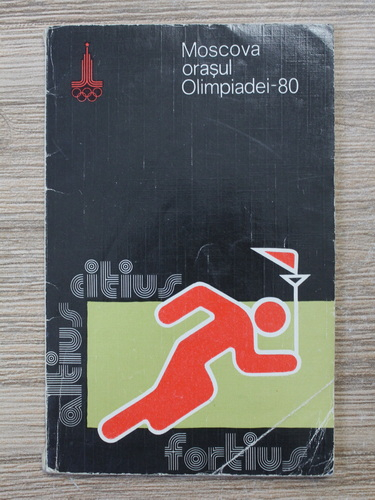 Moscova
orașul
Olimpiadei-80
citius
altius
fortius